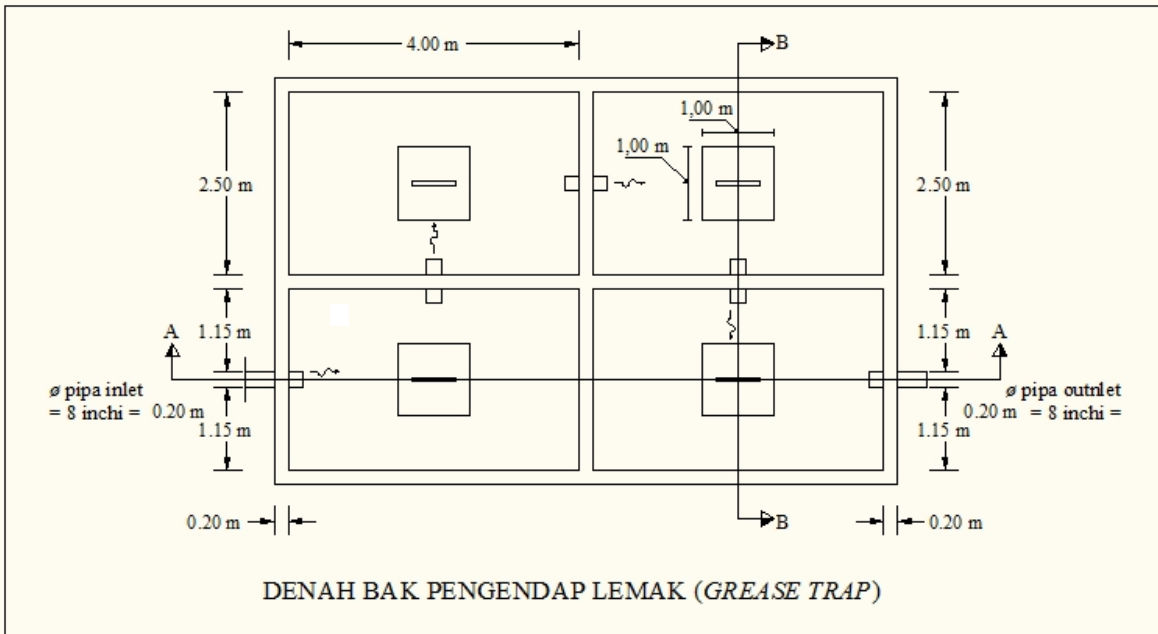 4.00 m
B
1,00 m
1,00 m
2.50 m
2.50 m
1.15 m
1.15 m
A
A
ø pipa inlet
= 8 inchi = 0.20 m
ø pipa outnlet
0.20 m = 8 inchi =
1.15 m
1.15 m
0.20 m
B
0.20 m
DENAH BAK PENGENDAP LEMAK (GREASE TRAP)